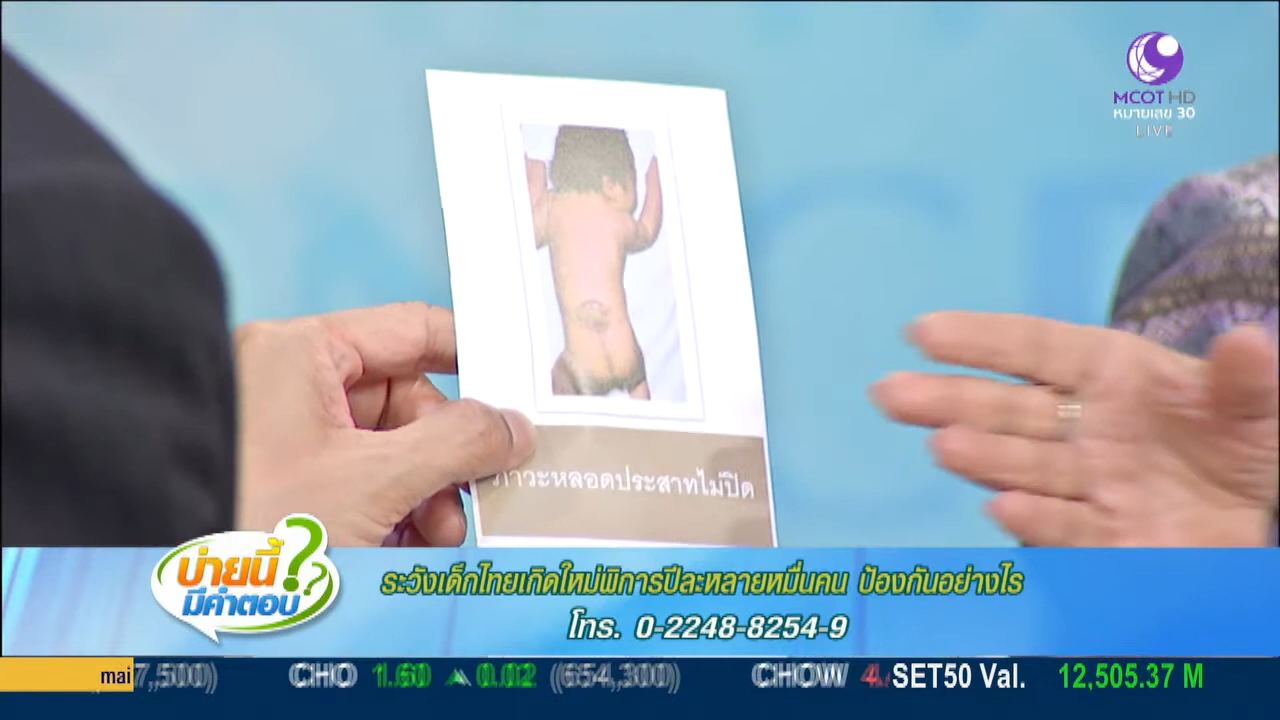 MCOT HD
หมายเลข 30
LIVE
ภาวะหลอดประสาทไม่ปิด
บ่ายนี้
มีคำตอบ
?
?
ระวังเด็กไทยเกิดใหม่พิการปีละหลายหมื่นคน ป้องกันอย่างไร
โทร. 0-2248-8254-9
mai 7,500) CHO 1.60 0.02 (654,300) CHOW 4. SET50 Val. 12,505.37 M